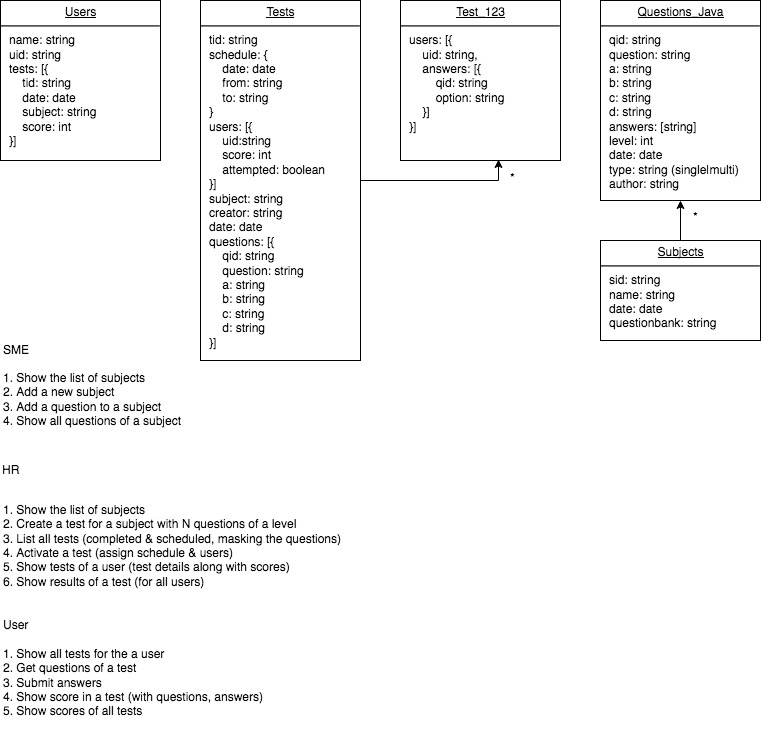 Users
name: string
uid: string
tests: [{
tid: string
date: date
subject: string
score: int
}]
Tests
tid: string
schedule: {
date: date
from: string
to: string
}
users: [{
uid:string
score: int
attempted: boolean
}]
subject: string
creator: string
date: date
questions: [{
qid: string
question: string
a: string
b: string
c: string
d: string
}]
Test_123
users: [{
uid: string,
answers: [{
qid: string
option: string
}]
}]
*
Questions_Java
qid: string
question: string
a: string
b: string
c: string
d: string
answers: [string]
level: int
date: date
type: string (single|multi)
author: string
*
Subjects
sid: string
name: string
date: date
questionbank: string
SME
1. Show the list of subjects
2. Add a new subject
3. Add a question to a subject
4. Show all questions of a subject
HR
1. Show the list of subjects
2. Create a test for a subject with N questions of a level
3. List all tests (completed & scheduled, masking the questions)
4. Activate a test (assign schedule & users)
5. Show tests of a user (test details along with scores)
6. Show results of a test (for all users)
User
1. Show all tests for the a user
2. Get questions of a test
3. Submit answers
4. Show score in a test (with questions, answers)
5. Show scores of all tests